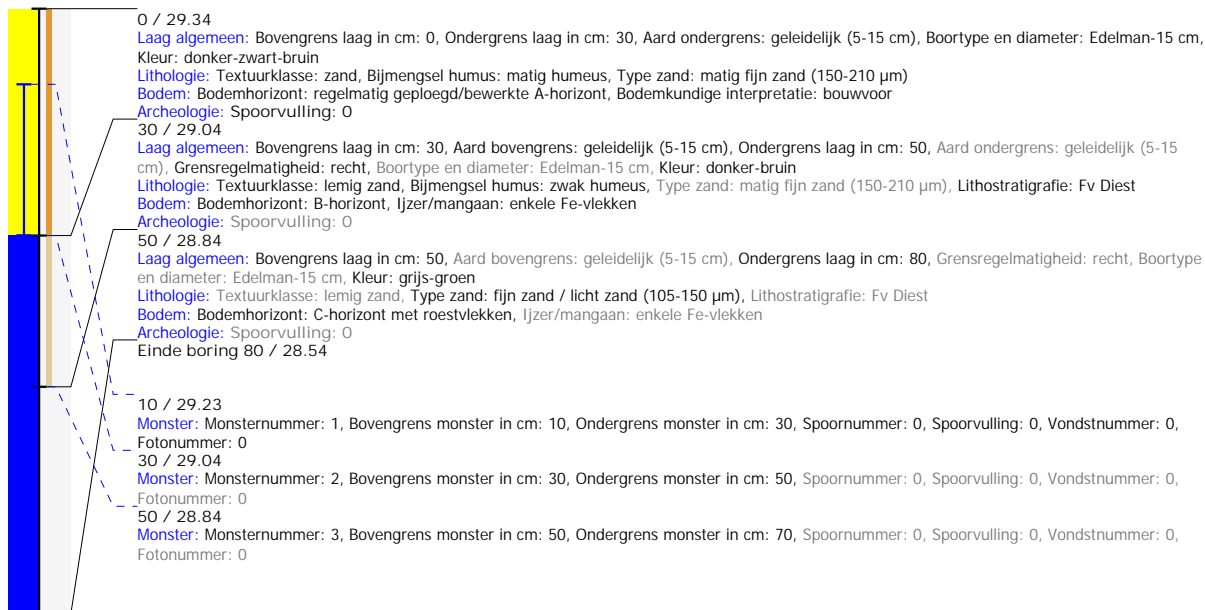 0 / 29.34
Laag algemeen: Bovengrens laag in cm: 0, Ondergrens laag in cm: 30, Aard ondergrens: geleidelijk (5-15 cm), Boortype en diameter: Edelman-15 cm,
Kleur: donker-zwart-bruin
Lithologie: Textuurklasse: zand, Bijmengsel humus: matig humeus, Type zand: matig fijn zand (150-210 µm)
Bodem: Bodemhorizont: regelmatig geploegd/bewerkte A-horizont, Bodemkundige interpretatie: bouwvoor
Archeologie: Spoorvulling: 0
30 / 29.04
Laag algemeen: Bovengrens laag in cm: 30, Aard bovengrens: geleidelijk (5-15 cm), Ondergrens laag in cm: 50, Aard ondergrens: geleidelijk (5-15
cm), Grensregelmatigheid: recht, Boortype en diameter: Edelman-15 cm, Kleur: donker-bruin
Lithologie: Textuurklasse: lemig zand, Bijmengsel humus: zwak humeus, Type zand: matig fijn zand (150-210 µm), Lithostratigrafie: Fv Diest
Bodem: Bodemhorizont: B-horizont, Ijzer/mangaan: enkele Fe-vlekken
Archeologie: Spoorvulling: 0
50 / 28.84
Laag algemeen: Bovengrens laag in cm: 50, Aard bovengrens: geleidelijk (5-15 cm), Ondergrens laag in cm: 80, Grensregelmatigheid: recht, Boortype
en diameter: Edelman-15 cm, Kleur: grijs-groen
Lithologie: Textuurklasse: lemig zand, Type zand: fijn zand / licht zand (105-150 µm), Lithostratigrafie: Fv Diest
Bodem: Bodemhorizont: C-horizont met roestvlekken, Ijzer/mangaan: enkele Fe-vlekken
Archeologie: Spoorvulling: 0
Einde boring 80 / 28.54
10 / 29.23
Monster: Monsternummer: 1, Bovengrens monster in cm: 10, Ondergrens monster in cm: 30, Spoornummer: 0, Spoorvulling: 0, Vondstnummer: 0,
Fotonummer: 0
30 / 29.04
Monster: Monsternummer: 2, Bovengrens monster in cm: 30, Ondergrens monster in cm: 50, Spoornummer: 0, Spoorvulling: 0, Vondstnummer: 0,
Fotonummer: 0
50 / 28.84
Monster: Monsternummer: 3, Bovengrens monster in cm: 50, Ondergrens monster in cm: 70, Spoornummer: 0, Spoorvulling: 0, Vondstnummer: 0,
Fotonummer: 0